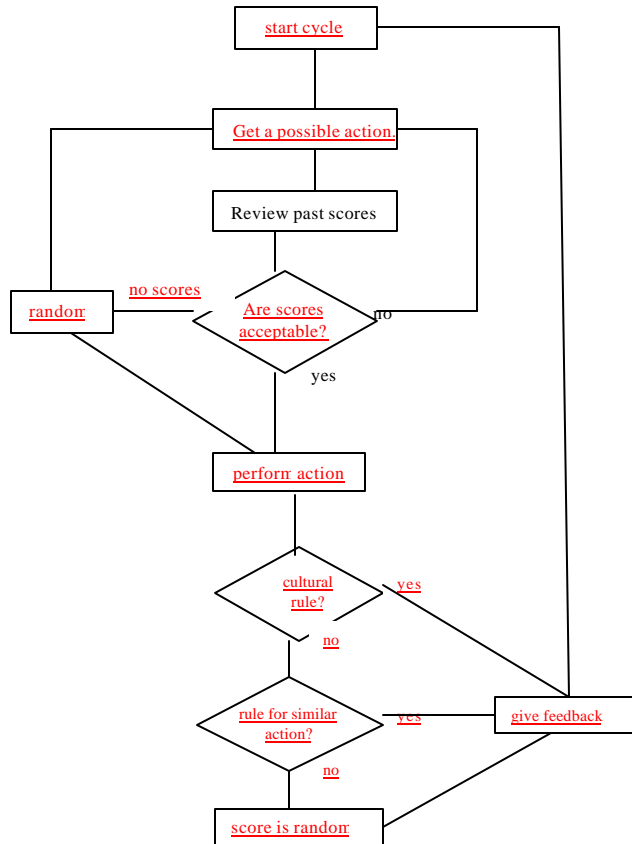 start cycle
Get a possible action.
Review past scores
no scores
random
Are scores
acceptable?
no
yes
perform action
cultural
rule?
yes
no
rule for similar
action?
yes
give feedback
no
score is random